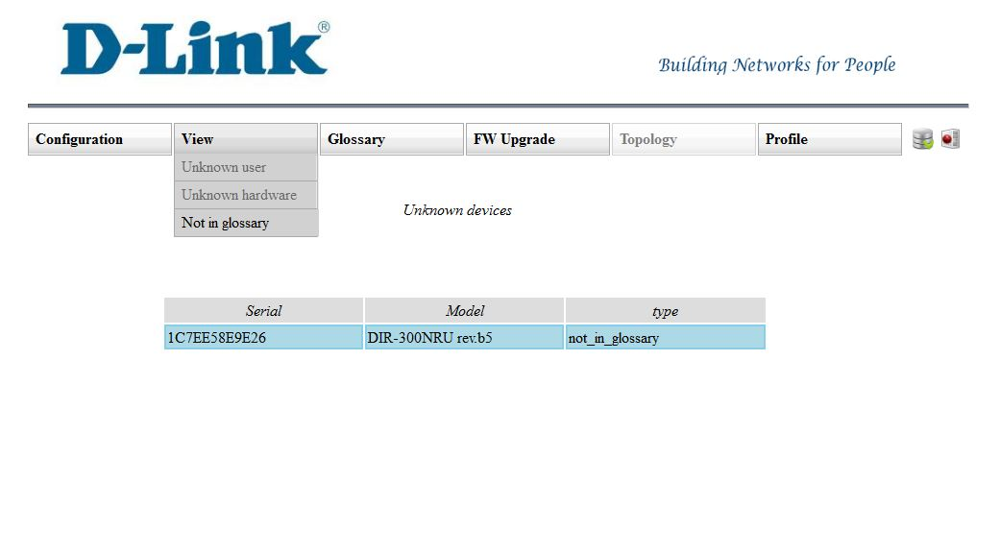 D-Link®
Building Networks for People
Configuration View Glossary FW Upgrade Topology Profile
Unknown user
Unknown hardware
Not in glossary
Unknown devices
Serial Model type
1C7EE58E9E26 DIR-300NRU rev.b5 not_in_glossary